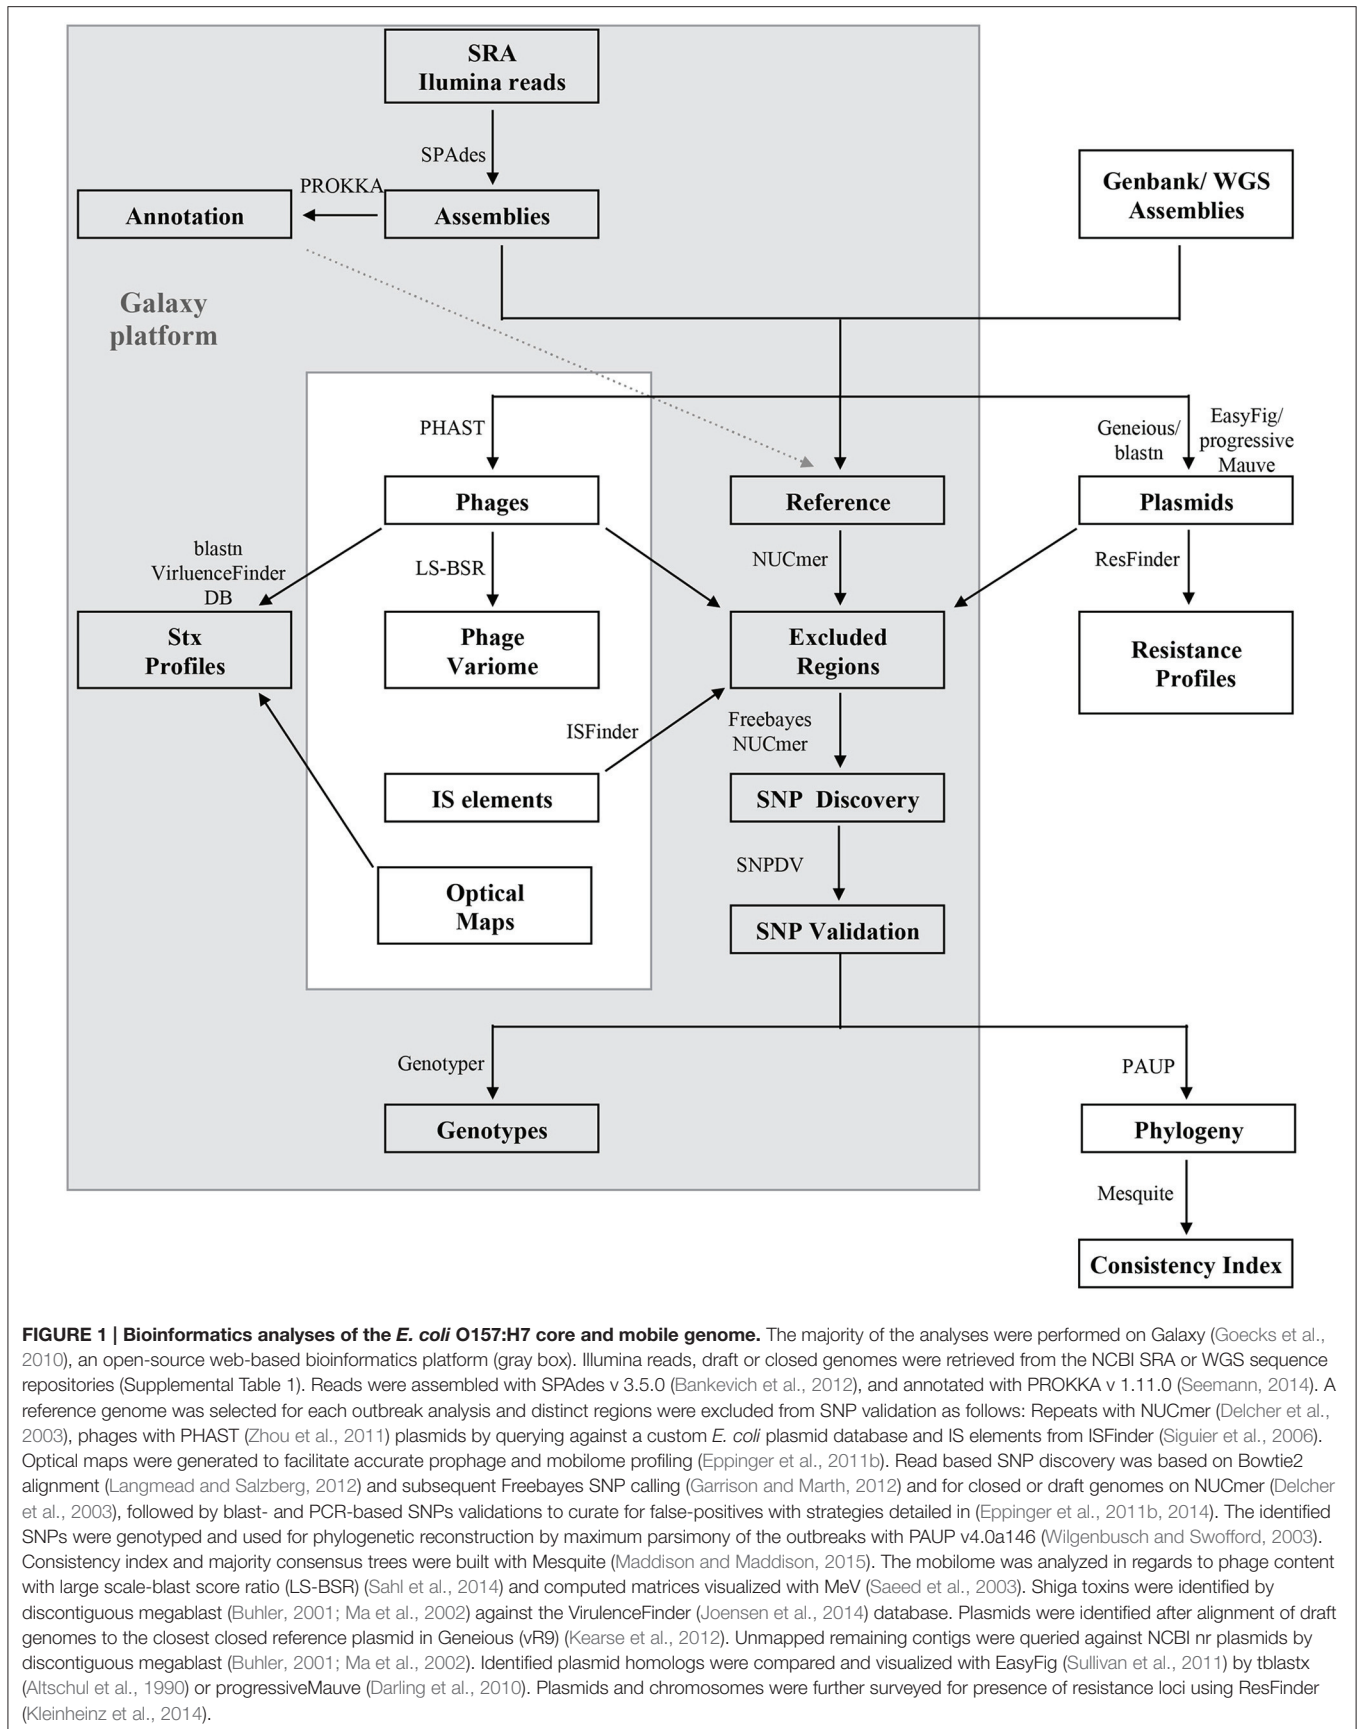 SRA
Ilumina reads
SPAdes
PROKKA
Annotation
Assemblies
Genbank/ WGS
Assemblies
Galaxy
platform
PHAST
Geneious/
blastn
EasyFig/
progressive
Mauve
Phages
Reference
Plasmids
blastn
VirluenceFinder
DB
LS-BSR
NUCmer
ResFinder
Stx
Profiles
Phage
Variome
Excluded
Regions
Resistance
Profiles
ISFinder
Freebayes
NUCmer
IS elements
SNP Discovery
SNPDV
Optical
Maps
SNP Validation
Genotyper
PAUP
Genotypes
Phylogeny
Mesquite
Consistency Index
FIGURE 1 | Bioinformatics analyses of the E. coli O157:H7 core and mobile genome. The majority of the analyses were performed on Galaxy (Goecks et al.,
2010), an open-source web-based bioinformatics platform (gray box). Illumina reads, draft or closed genomes were retrieved from the NCBI SRA or WGS sequence
repositories (Supplemental Table 1). Reads were assembled with SPAdes v 3.5.0 (Bankevich et al., 2012), and annotated with PROKKA v 1.11.0 (Seemann, 2014). A
reference genome was selected for each outbreak analysis and distinct regions were excluded from SNP validation as follows: Repeats with NUCmer (Delcher et al.,
2003), phages with PHAST (Zhou et al., 2011) plasmids by querying against a custom E. coli plasmid database and IS elements from ISFinder (Siguier et al., 2006).
Optical maps were generated to facilitate accurate prophage and mobilome profiling (Eppinger et al., 2011b). Read based SNP discovery was based on Bowtie2
alignment (Langmead and Salzberg, 2012) and subsequent Freebayes SNP calling (Garrison and Marth, 2012) and for closed or draft genomes on NUCmer (Delcher
et al., 2003), followed by blast- and PCR-based SNPs validations to curate for false-positives with strategies detailed in (Eppinger et al., 2011b, 2014). The identified
SNPs were genotyped and used for phylogenetic reconstruction by maximum parsimony of the outbreaks with PAUP v4.0a146 (Wilgenbusch and Swofford, 2003).
Consistency index and majority consensus trees were built with Mesquite (Maddison and Maddison, 2015). The mobilome was analyzed in regards to phage content
with large scale-blast score ratio (LS-BSR) (Sahl et al., 2014) and computed matrices visualized with MeV (Saeed et al., 2003). Shiga toxins were identified by
discontiguous megablast (Buhler, 2001; Ma et al., 2002) against the VirulenceFinder (Joensen et al., 2014) database. Plasmids were identified after alignment of draft
genomes to the closest closed reference plasmid in Geneious (vR9) (Kearse et al., 2012). Unmapped remaining contigs were queried against NCBI nr plasmids by
discontiguous megablast (Buhler, 2001; Ma et al., 2002). Identified plasmid homologs were compared and visualized with EasyFig (Sullivan et al., 2011) by tblastx
(Altschul et al., 1990) or progressiveMauve (Darling et al., 2010). Plasmids and chromosomes were further surveyed for presence of resistance loci using ResFinder
(Kleinheinz et al., 2014).